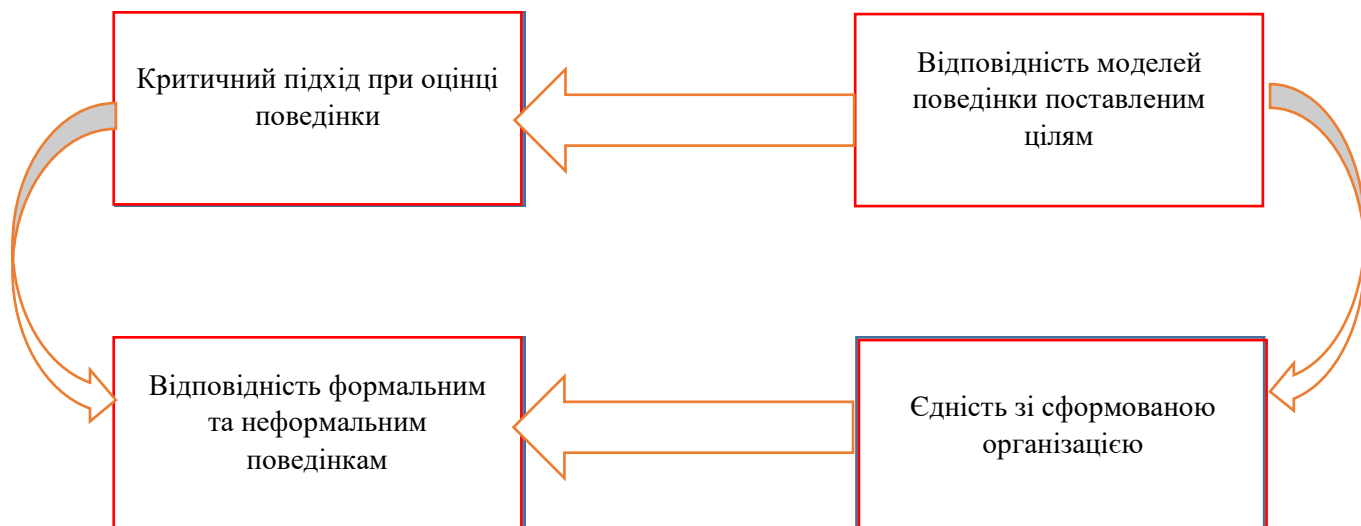 Критичний підхід при оцінці
поведінки
Відповідність моделей
поведінки поставленим
цілям
Відповідність формальним
та неформальним
поведінкам
Єдність зі сформованою
організацією